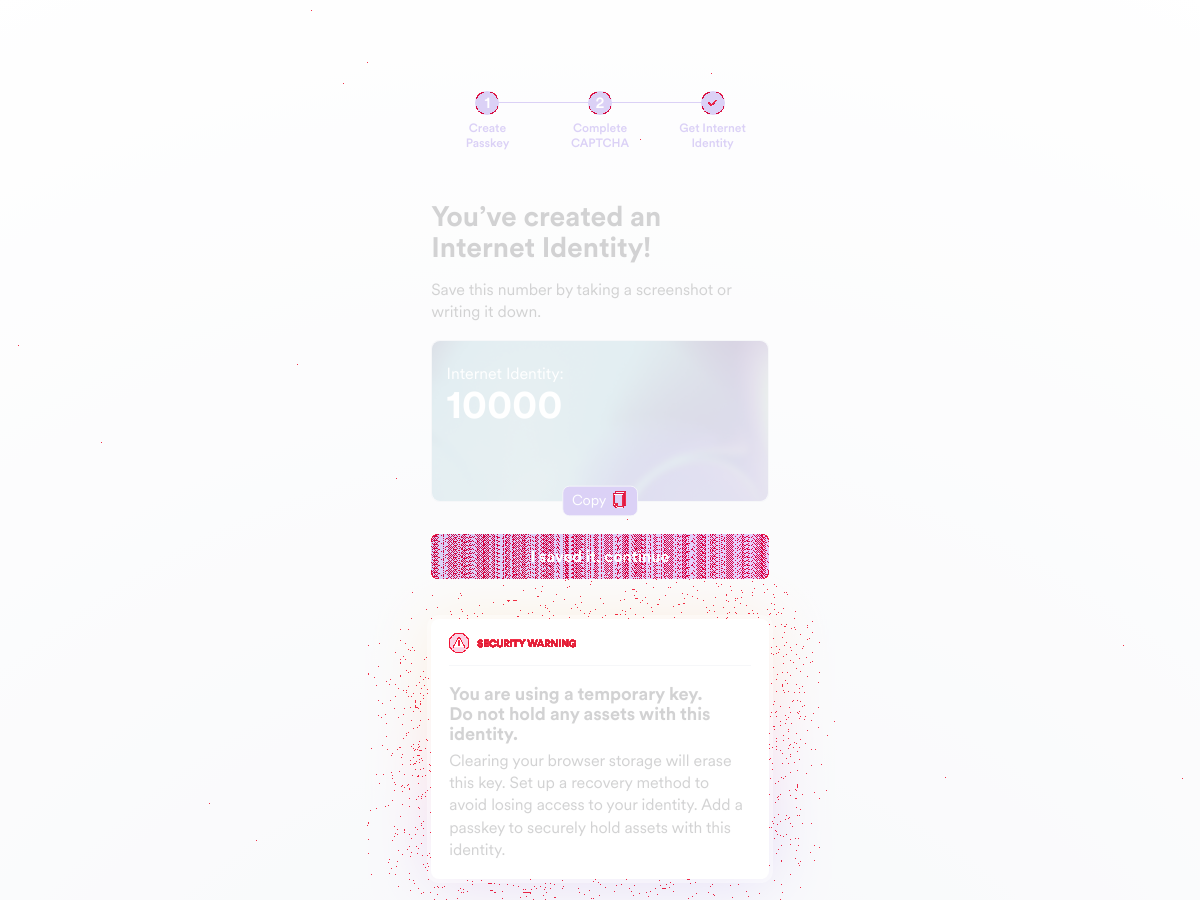 1
2
Create
Passkey
Complete
CAPTCHA
Get Internet
Identity
You’ve created an
Internet Identity!
Save this number by taking a screenshot or
writing it down.
Internet Identity:
10000
Copy
I saved it, continue
SECURITY WARNING
You are using a temporary key.
Do not hold any assets with this
identity.
Clearing your browser storage will erase
this key. Set up a recovery method to
avoid losing access to your identity. Add a
passkey to securely hold assets with this
identity.